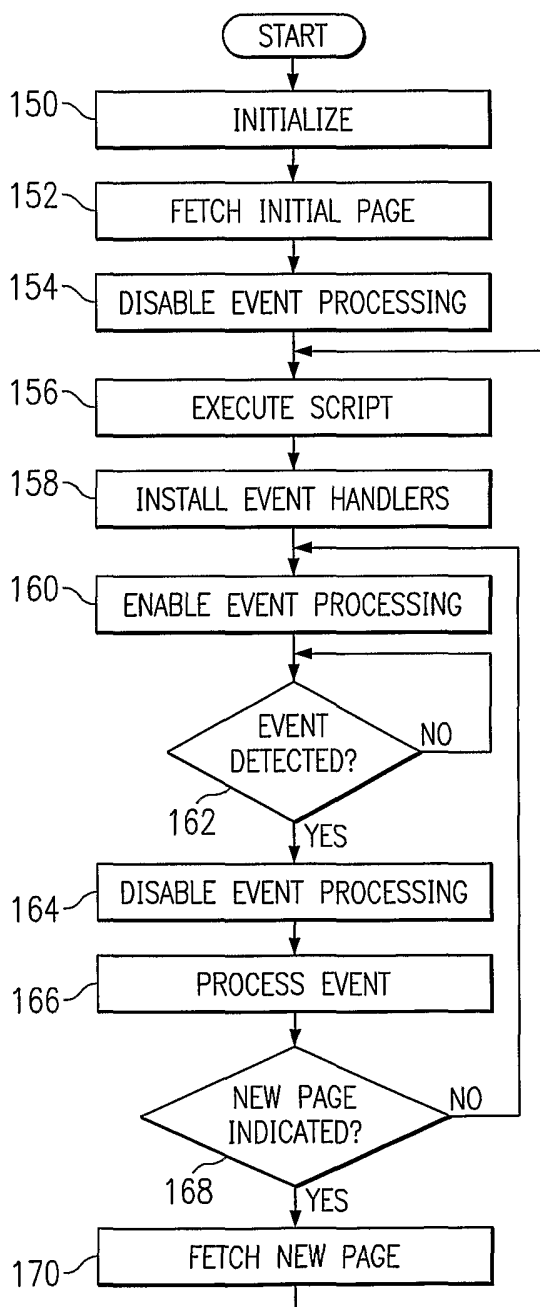 START
150
INITIALIZE
152
FETCH INITIAL PAGE
154
DISABLE EVENT PROCESSING
156
EXECUTE SCRIPT
158
INSTALL EVENT HANDLERS
160
ENABLE EVENT PROCESSING
EVENT
DETECTED?
NO
162
YES
164
DISABLE EVENT PROCESSING
166
PROCESS EVENT
NEW PAGE
INDICATED?
NO
168
YES
170
FETCH NEW PAGE